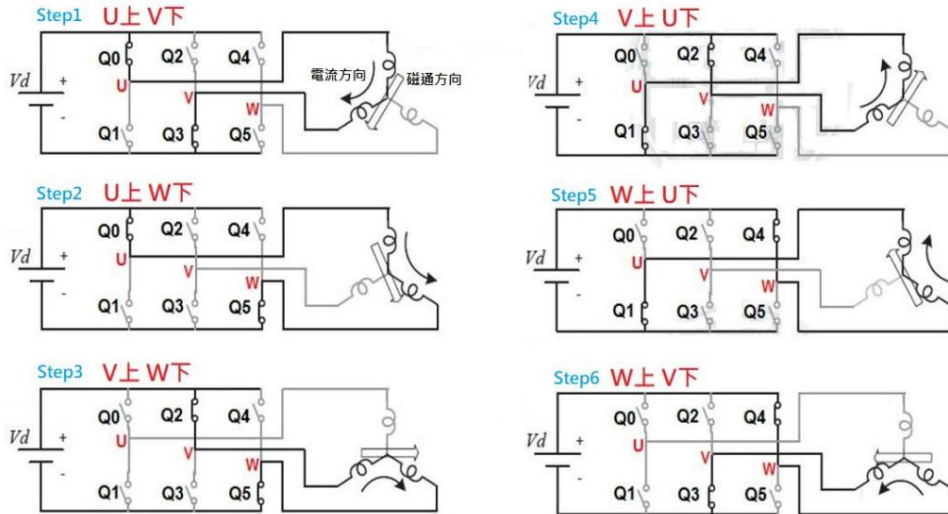 Step1 U上 V下
Q0 Q2 Q4
Vd + -
U V W
Q1 Q3 Q5
電流方向 磁通方向
Step2 U上 W下
Q0 Q2 Q4
Vd + -
U V W
Q1 Q3 Q5
Step3 V上 W下
Q0 Q2 Q4
Vd + -
U V W
Q1 Q3 Q5
Step4 V上 U下
Q0 Q2 Q4
Vd + -
U V W
Q1 Q3 Q5
Step5 W上 U下
Q0 Q2 Q4
Vd + -
U V W
Q1 Q3 Q5
Step6 W上 V下
Q0 Q2 Q4
Vd + -
U V W
Q1 Q3 Q5